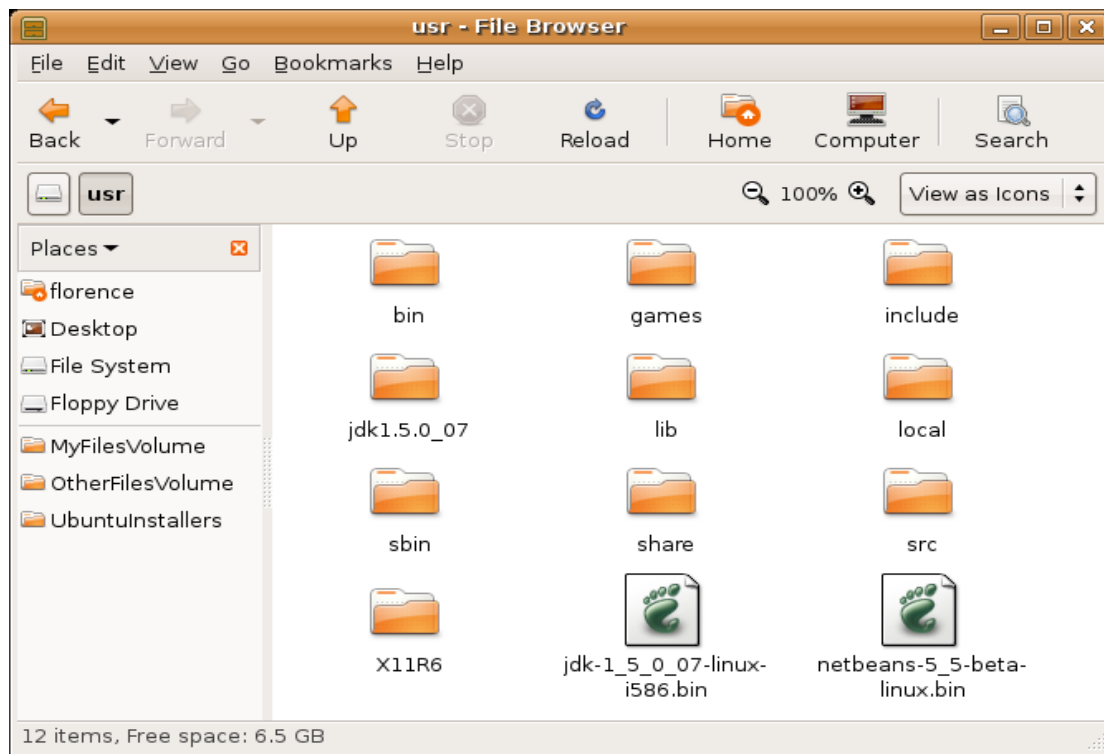 usr - File Browser
File Edit View Go Bookmarks Help
Back Forward Up Stop Reload Home Computer Search
usr 100% View as Icons
Places
florence
Desktop
File System
Floppy Drive
MyFilesVolume
OtherFilesVolume
UbuntuInstallers
bin games include
jdk1.5.0_07 lib local
sbin share src
X11R6 jdk-1_5_0_07-linux- netbeans-5_5-beta-
i586.bin linux.bin
12 items, Free space: 6.5 GB